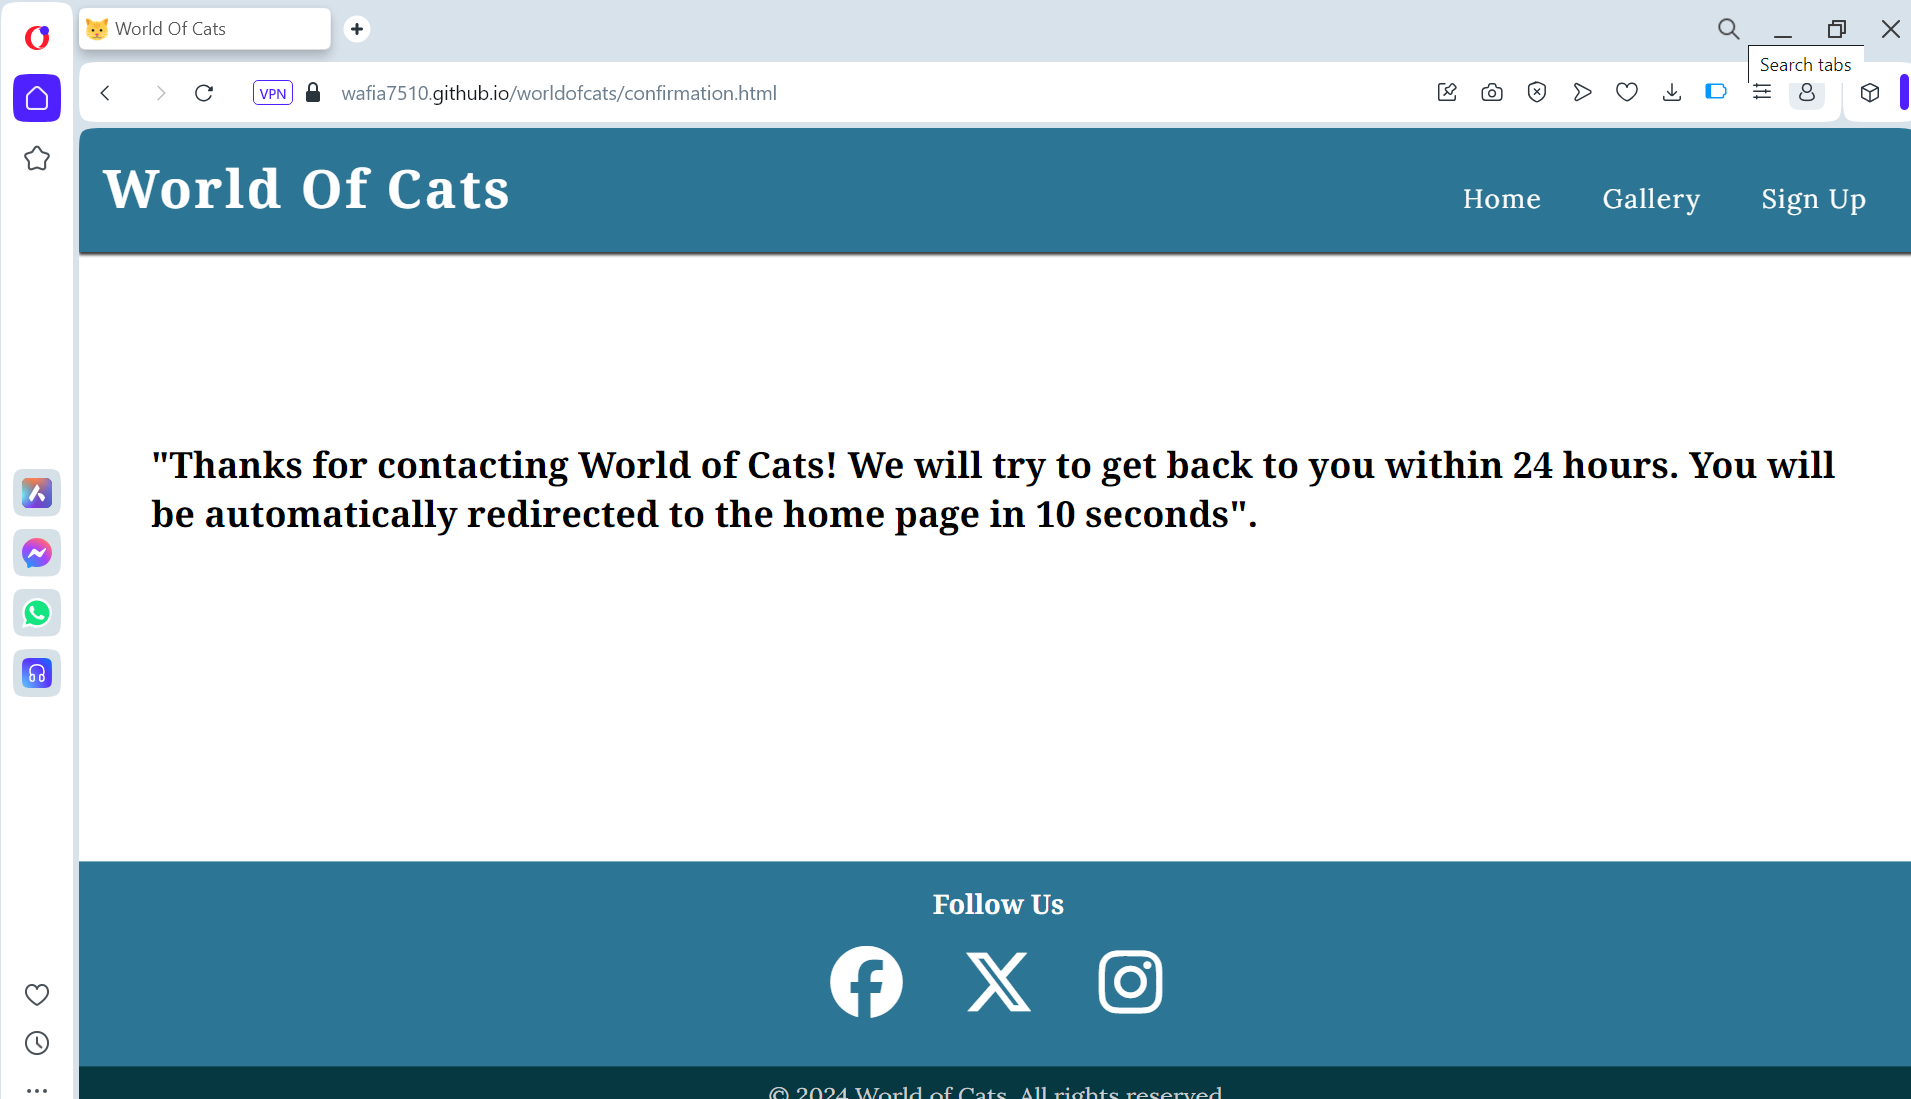 World Of Cats
Search tabs
VPN
wafia7510.github.io/worldofcats/confirmation.html
World Of Cats
Home
Gallery
Sign Up
"Thanks for contacting World of Cats! We will try to get back to you within 24 hours. You will
be automatically redirected to the home page in 10 seconds".
Follow Us
© 2024 World of Cats. All rights reserved.